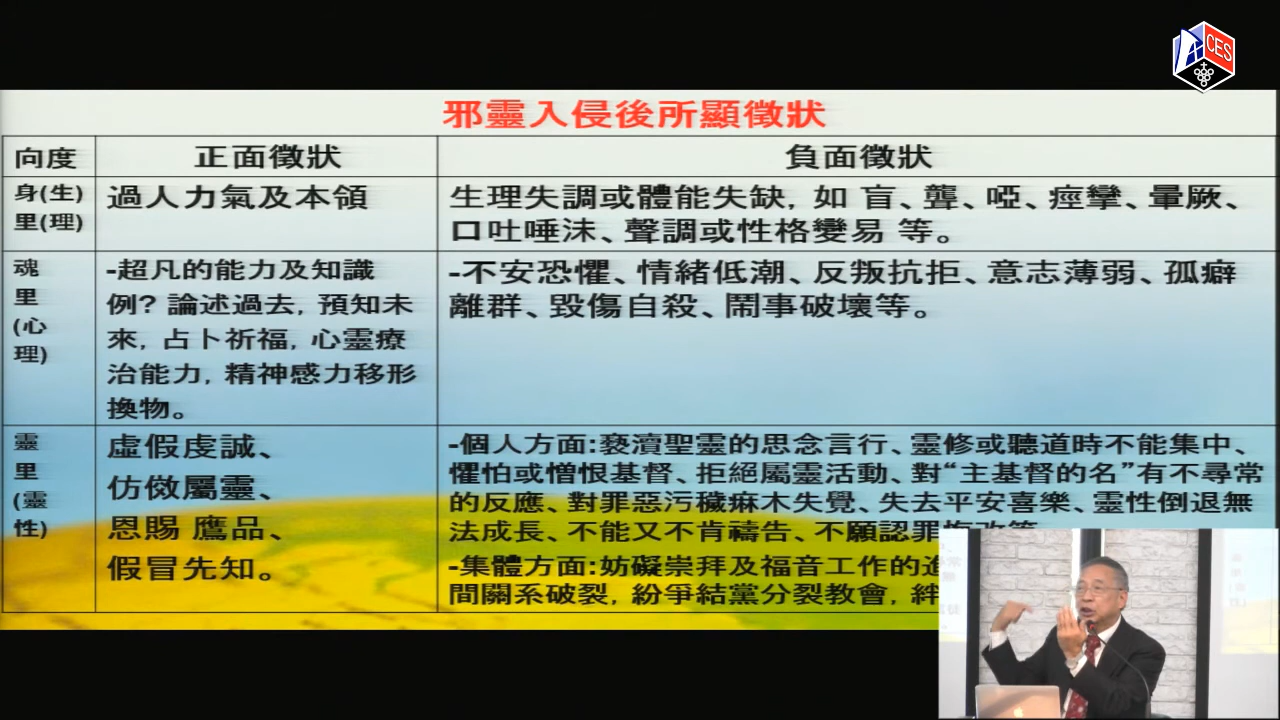 ACES
邪靈入侵後所顯徵狀
向度 正面徵狀 負面徵狀
身(生)
里(理)
過人力氣及本領
生理失調或體能失缺, 如 盲、聾、啞、痙攣、暈厥、
口吐唾沫、聲調或性格變易 等。
魂
里
(心
理)
-超凡的能力及知識
例? 論述過去, 預知未
來, 占卜祈福, 心靈療
治能力, 精神感力移形
換物。
-不安恐懼、情緒低潮、反叛抗拒、意志薄弱、孤癖
離群、毀傷自殺、鬧事破壞等。
靈
里
(靈
性)
虛假虔誠、
仿傚屬靈、
恩賜 鷹品、
假冒先知。
-個人方面:褻瀆聖靈的思念言行、靈修或聽道時不能集中、
懼怕或憎恨基督、拒絕屬靈活動、對“主基督的名”有不尋常
的反應、對罪惡污穢麻木失覺、失去平安喜樂、靈性倒退無
法成長、不能又不肯禱告、不願認罪悔改等
-集體方面:妨礙崇拜及福音工作的進
間關系破裂, 紛爭結黨分裂教會, 絆